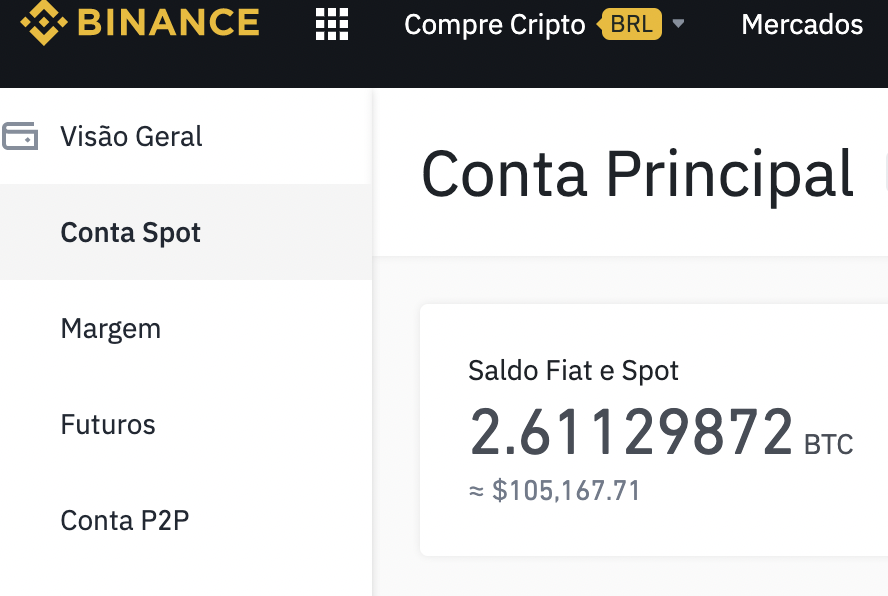 BINANCE
Compre Cripto BRL
Mercados
Visão Geral
Conta Spot
Margem
Futuros
Conta P2P
Conta Principal
Saldo Fiat e Spot
2.61129872 BTC
≈ $105,167.71